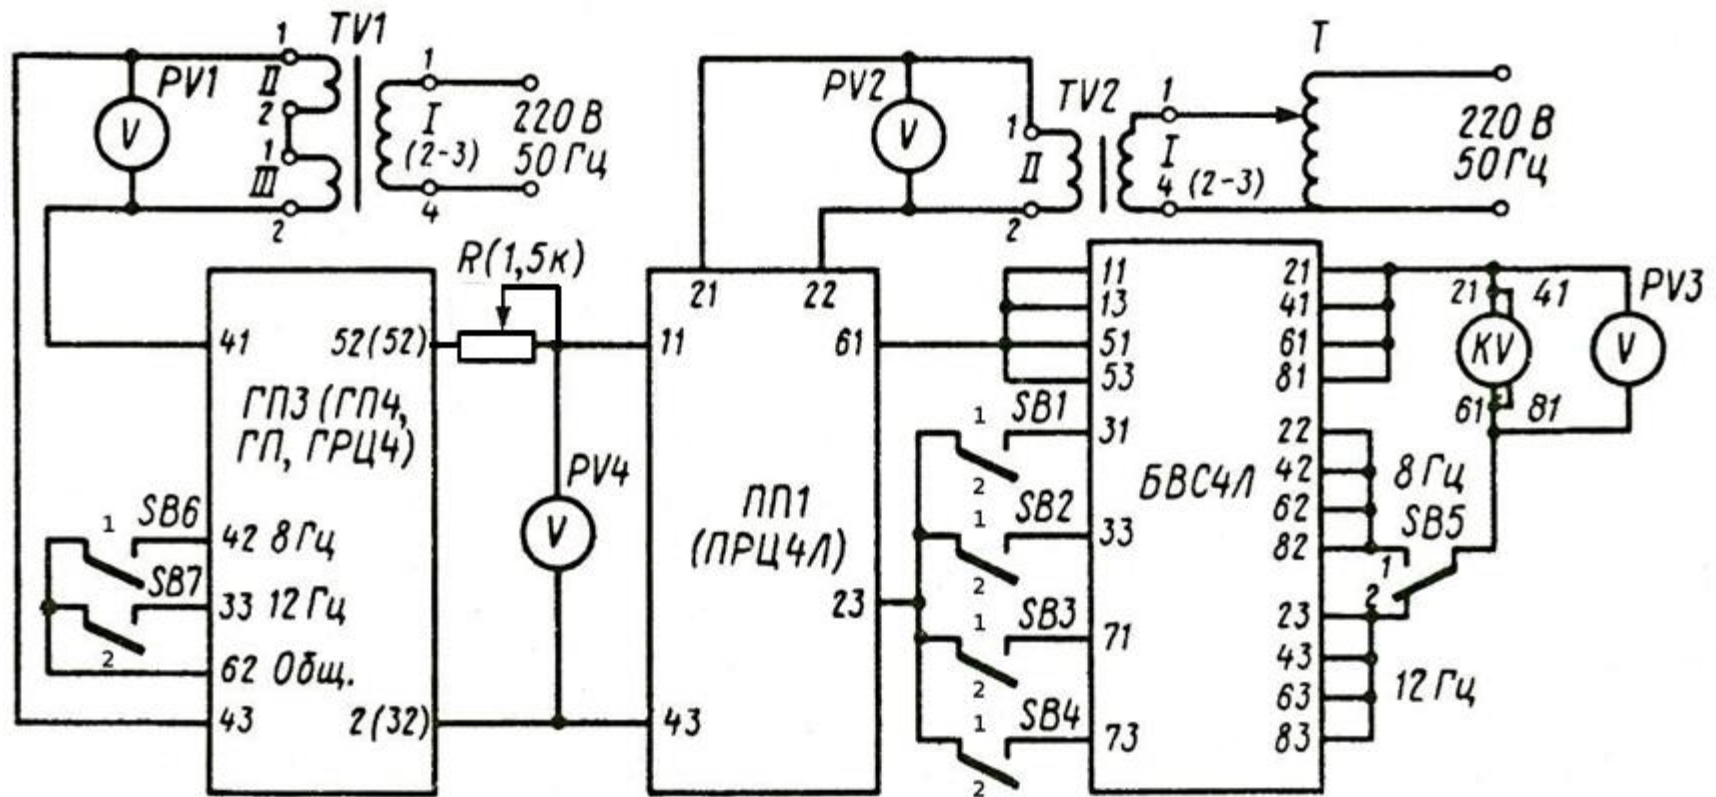 TV1
1
II
2
1
III
2
PV1
V
1
I
(2-3)
4
220 В
50 Гц
PV2
V
TV2
1
II
2
1
I
4 (2-3)
T
220 В
50 Гц
41
52(52)
ГП3 (ГП4,
ГП, ГРЦ4)
SB6
1
42 8 Гц
SB7
33 12 Гц
2
62 Общ.
43
2(32)
R(1,5к)
PV4
V
21
22
11
61
ПП1
(ПРЦ4Л)
23
43
SB1
1
2
SB2
1
2
SB3
1
2
SB4
1
2
11
13
51
53
31
33
71
73
БВС4Л
21
41
61
81
22
42
62
82
23
43
63
83
21
41
KV
61
81
PV3
V
8 Гц
SB5
1
2
12 Гц